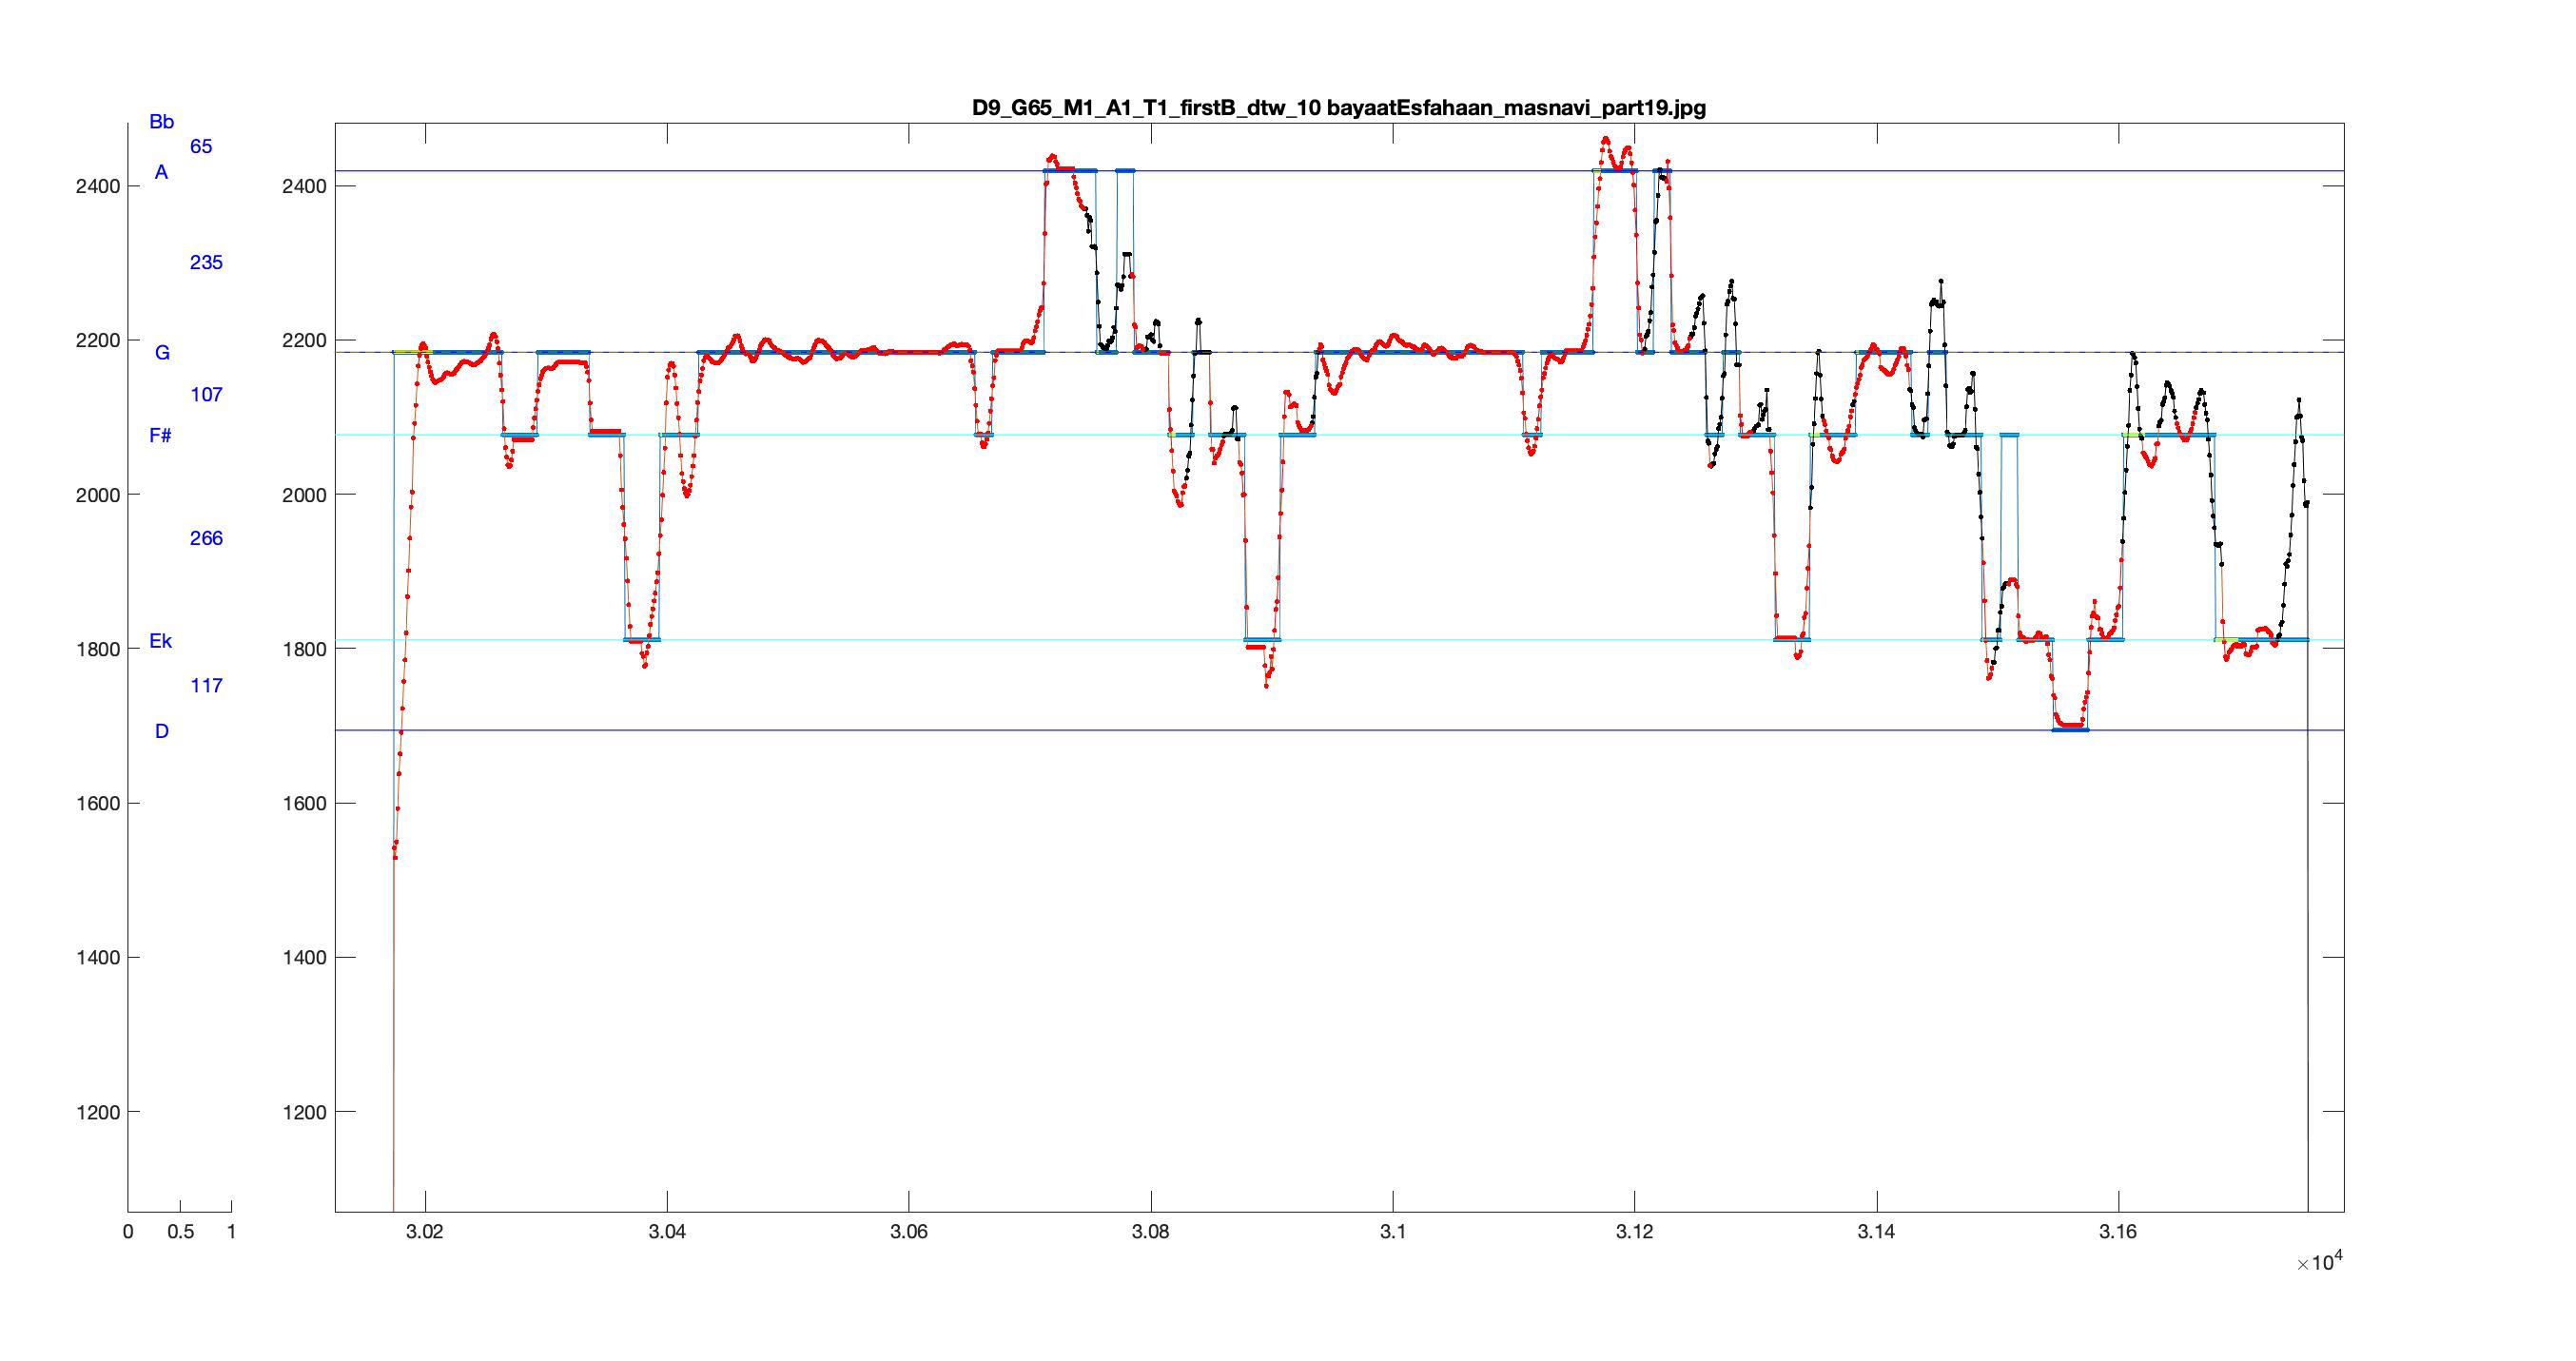 D9_G65_M1_A1_T1_firstB_dtw_10 bayaatEsfahaan_masnavi_part19.jpg
Bb
65
A
2400
2400
235
2200
G
2200
107
F#
2000
2000
266
Ek
1800
1800
117
D
1600
1600
1400
1400
1200
1200
0 0.5 1
3.02 3.04 3.06 3.08 3.1 3.12 3.14 3.16
×10^4